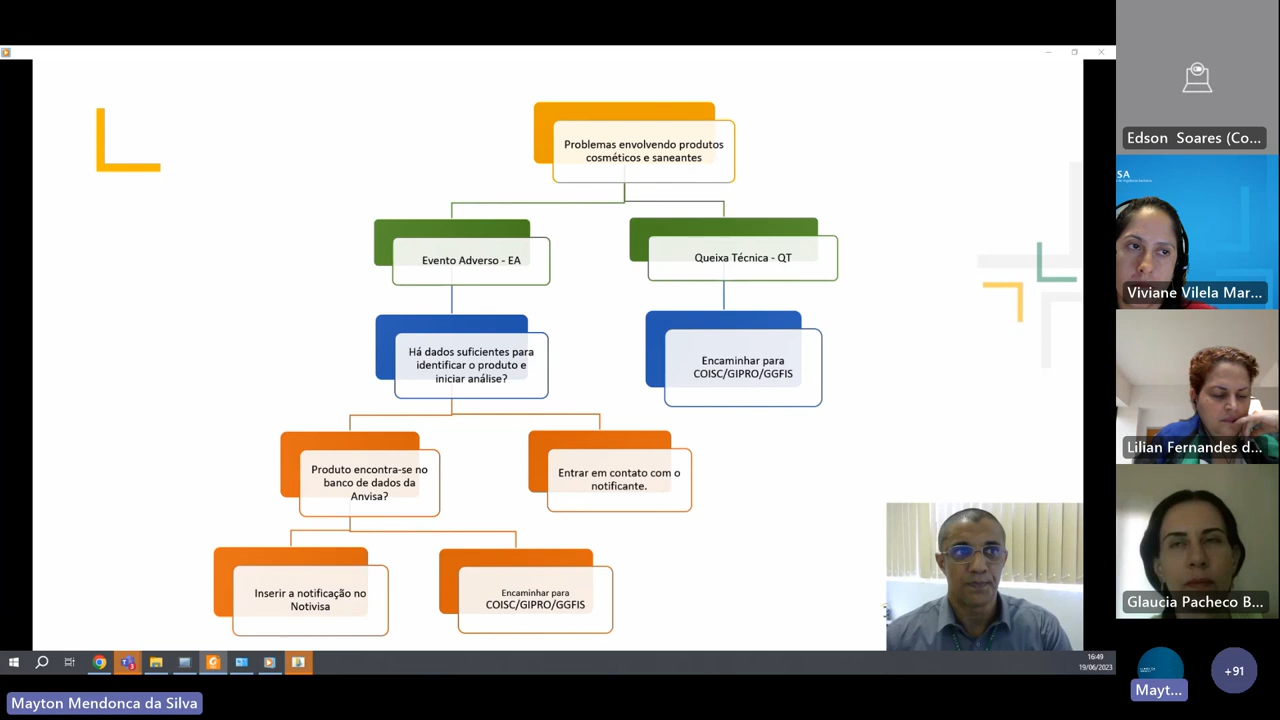 Problemas envolvendo produtos
cosméticos e saneantes
Evento Adverso - EA
Queixa Técnica - QT
Há dados suficientes para
identificar o produto e
iniciar análise?
Encaminhar para
COISC/GIPRO/GGFIS
Produto encontra-se no
banco de dados da
Anvisa?
Entrar em contato com o
notificante.
Inserir a notificação no
Notivisa
Encaminhar para
COISC/GIPRO/GGFIS
16:49
19/06/2023
Mayton Mendonca da Silva
Edson Soares (Co...
SA
Viviane Vilela Mar...
Lilian Fernandes d...
Glaucia Pacheco B...
Mayt...
+91